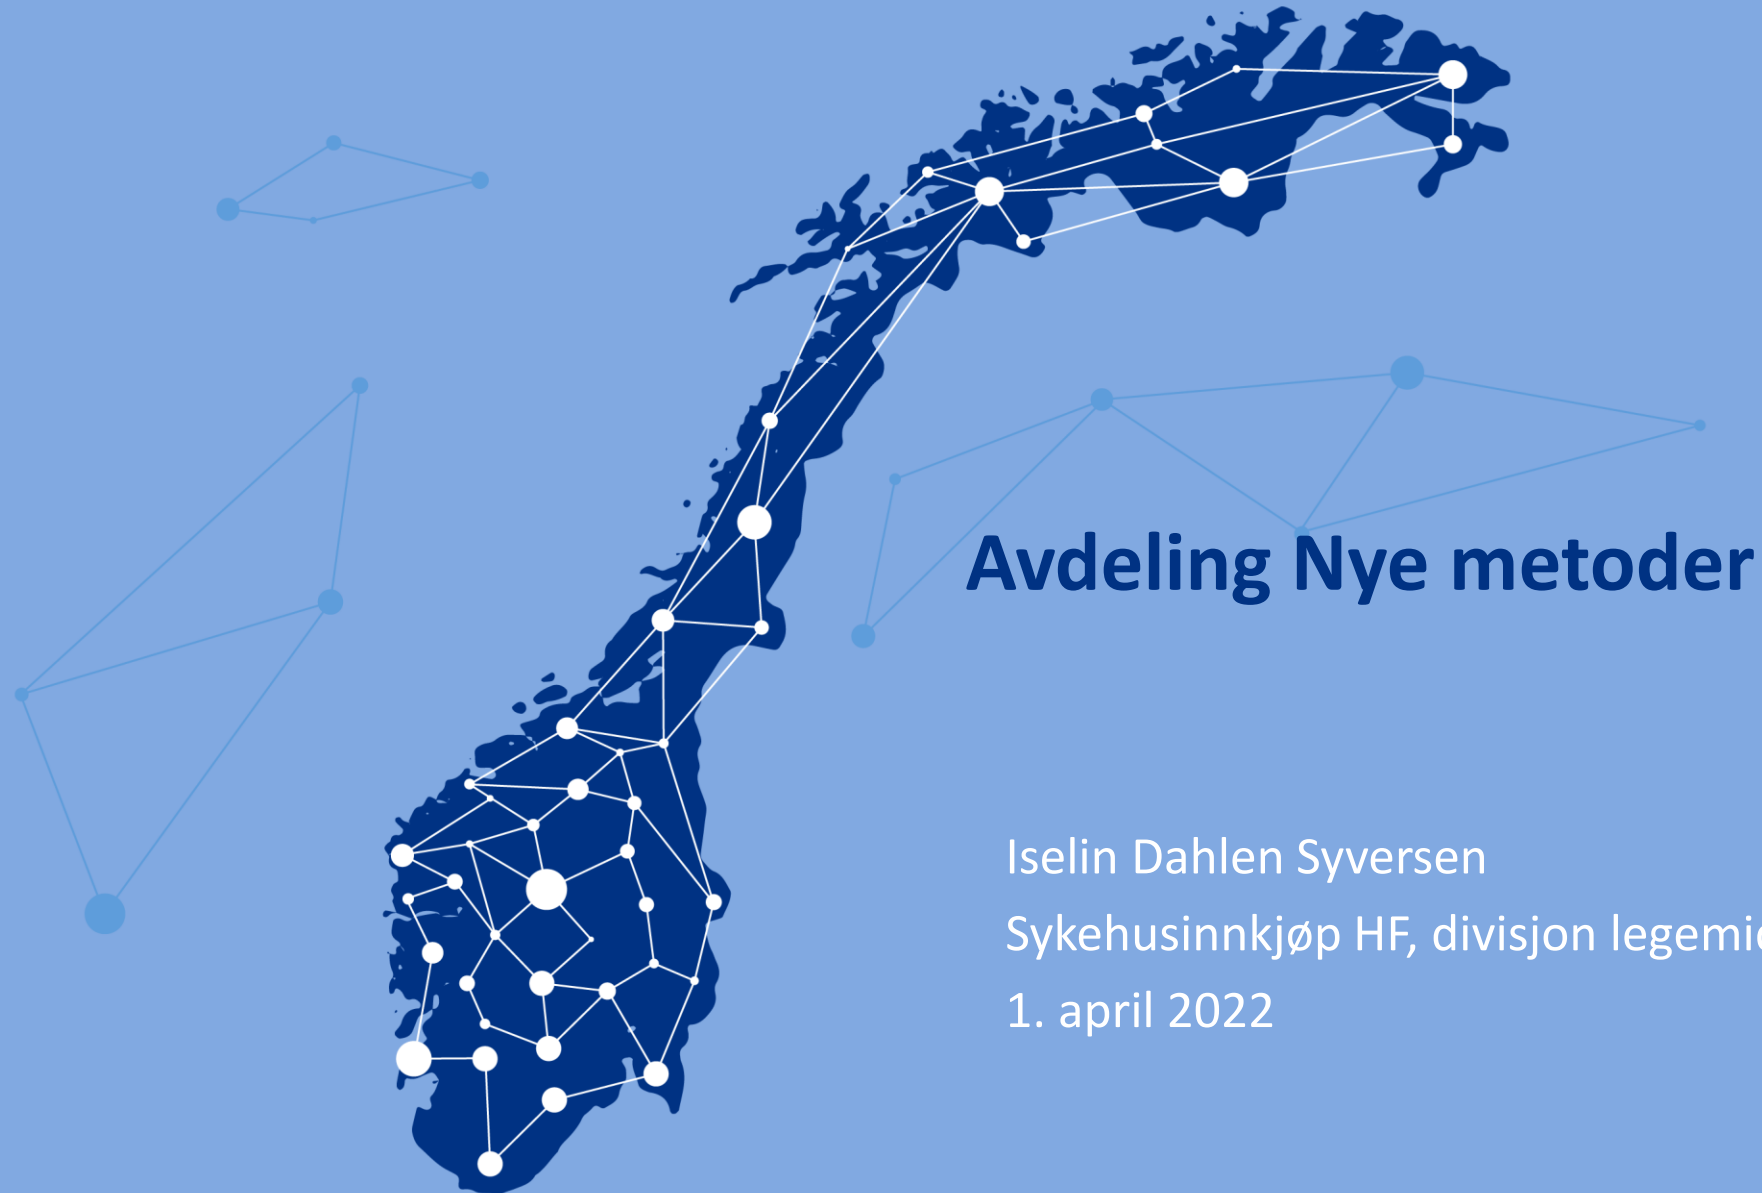 Avdeling Nye metoder
Iselin Dahlen Syversen
Sykehusinnkjøp HF, divisjon
1. april 2022